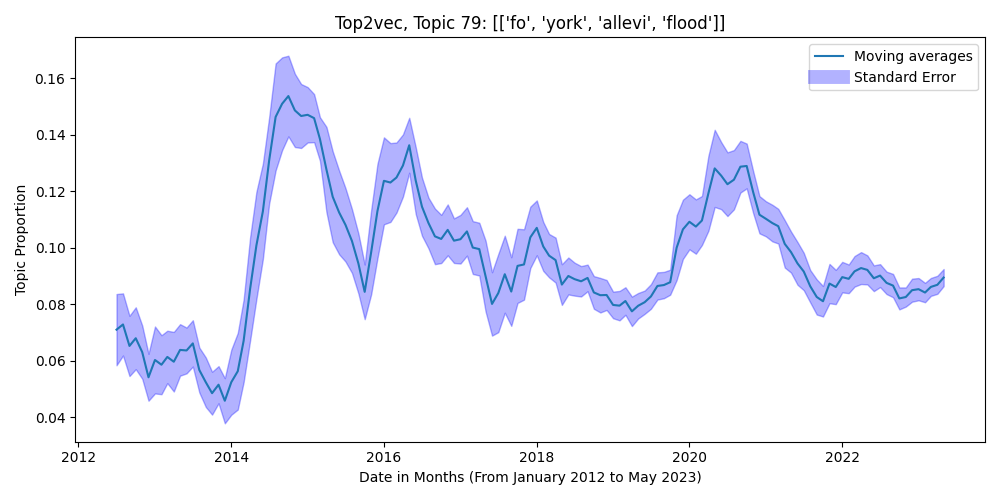 Top2vec, Topic 79: [['fo', 'york', 'allevi', 'flood']]
Moving averages
Standard Error
Topic Proportion
0.16
0.14
0.12
0.10
0.08
0.06
0.04
2012
2014
2016
2018
2020
2022
Date in Months (From January 2012 to May 2023)